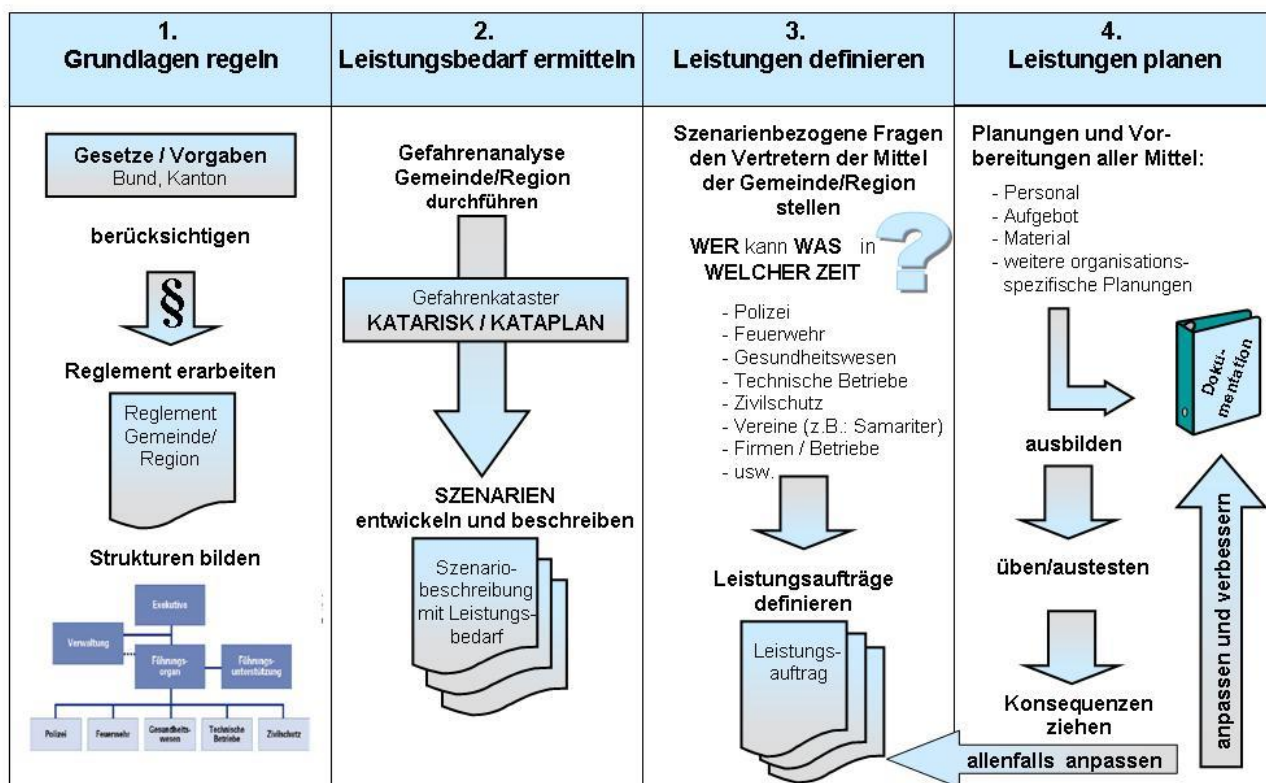 1.
Grundlagen regeln
Gesetze / Vorgaben
Bund, Kanton
berücksichtigen
§
Reglement erarbeiten
Reglement
Gemeinde/
Region
Strukturen bilden
Exekutive
Verwaltung
Führungs-
organ
Führungs-
unterstützung
Polizei
Feuerwehr
Gesundheits-
wesen
Technische
Betriebe
Zivilschutz
2.
Leistungsbedarf ermitteln
Gefahrenanalyse
Gemeinde/Region
durchführen
Gefahrenkataster
KATARISK / KATAPLAN
SZENARIEN
entwickeln und beschreiben
Szenario-
beschreibung
mit Leistungs-
bedarf
3.
Leistungen definieren
Szenarienbezogene Fragen
den Vertretern der Mittel
der Gemeinde/Region
stellen
?
WER kann WAS in
WELCHER ZEIT
- Polizei
- Feuerwehr
- Gesundheitswesen
- Technische Betriebe
- Zivilschutz
- Vereine (z.B.: Samariter)
- Firmen / Betriebe
- usw.
Leistungsaufträge
definieren
Leistungs-
auftrag
4.
Leistungen planen
Planungen und Vor-
bereitungen aller Mittel:
- Personal
- Aufgebot
- Material
- weitere organisations-
spezifische Planungen
Doku-
mentation
ausbilden
üben/austesten
Konsequenzen
ziehen
anpassen und verbessern
allenfalls anpassen